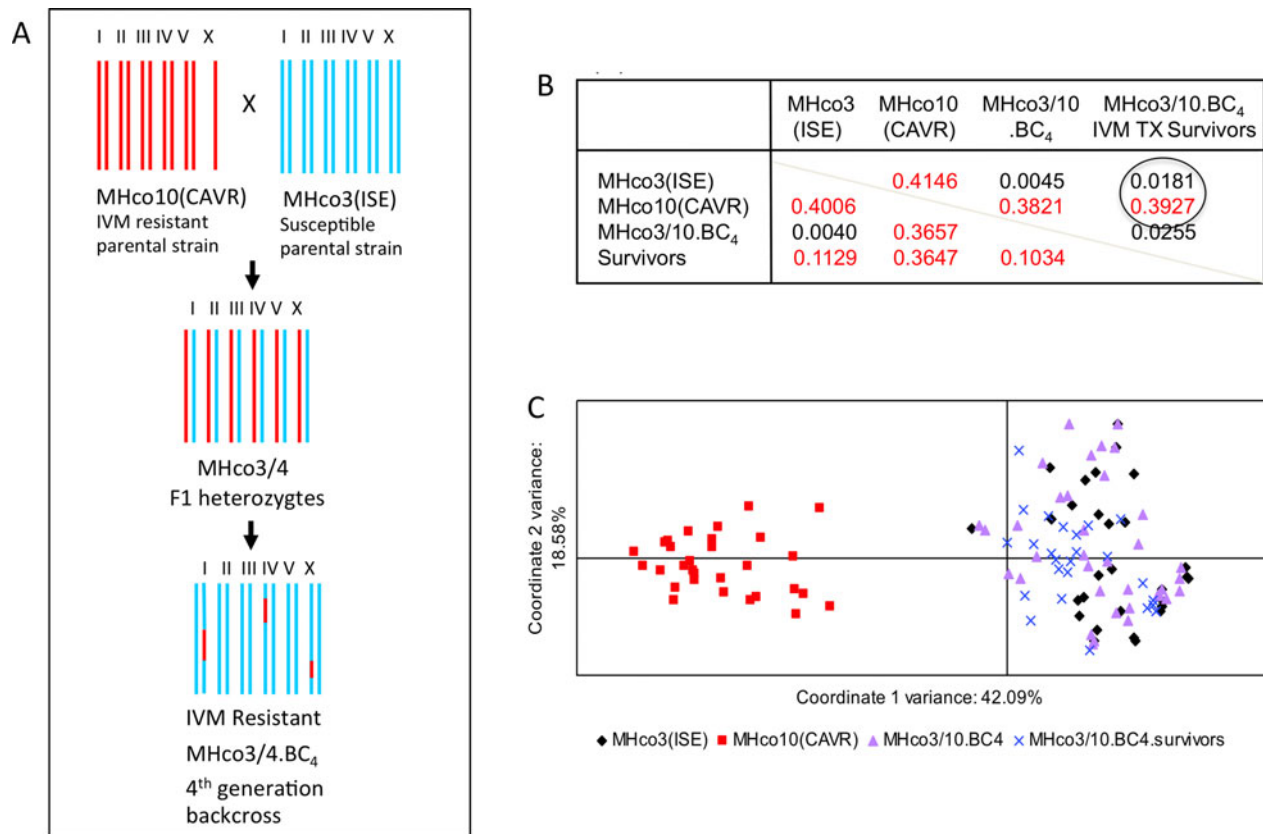 A
I II III IV V X
I II III IV V X
X
MHco10(CAVR)
IVM resistant
parental strain
MHco3(ISE)
Susceptible
parental strain
I II III IV V X
MHco3/4
F1 heterozygtes
I II III IV V X
IVM Resistant
MHco3/4.BC₄
4th generation
backcross
B
MHco3 (ISE) MHco10 (CAVR) MHco3/10 .BC₄ MHco3/10.BC₄ IVM TX Survivors
MHco3(ISE) 0.4146 0.0045 0.0181
MHco10(CAVR) 0.4006 0.3821 0.3927
MHco3/10.BC₄ 0.0040 0.3657 0.0255
Survivors 0.1129 0.3647 0.1034
C
Coordinate 2 variance:
18.58%
Coordinate 1 variance: 42.09%
MHco3(ISE) MHco10(CAVR) MHco3/10.BC4 MHco3/10.BC4.survivors